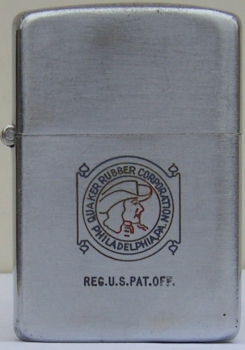 QUAKER RUBBER CORPORATION
PHILADELPHIA, PA.
REG.U.S.PAT.OFF.